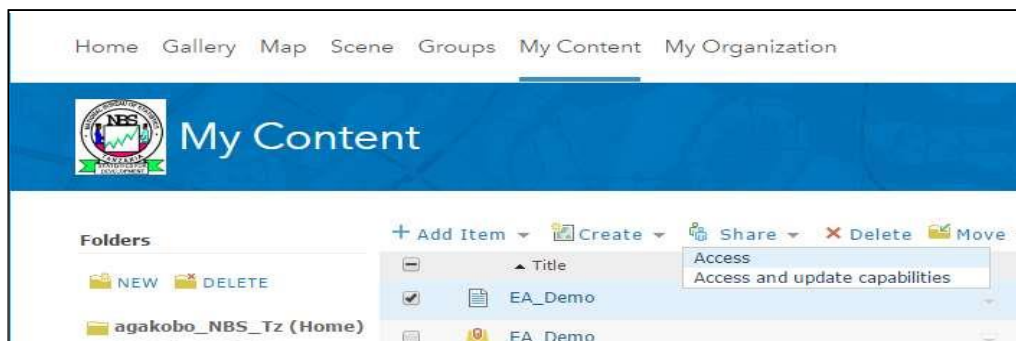 Home Gallery Map Scene Groups My Content My Organization
NBS
My Content
Folders
+ Add Item Create Share × Delete Move
Title
Access
Access and update capabilities
NEW DELETE
EA_Demo
agakobo_NBS_Tz (Home)
EA_Demo